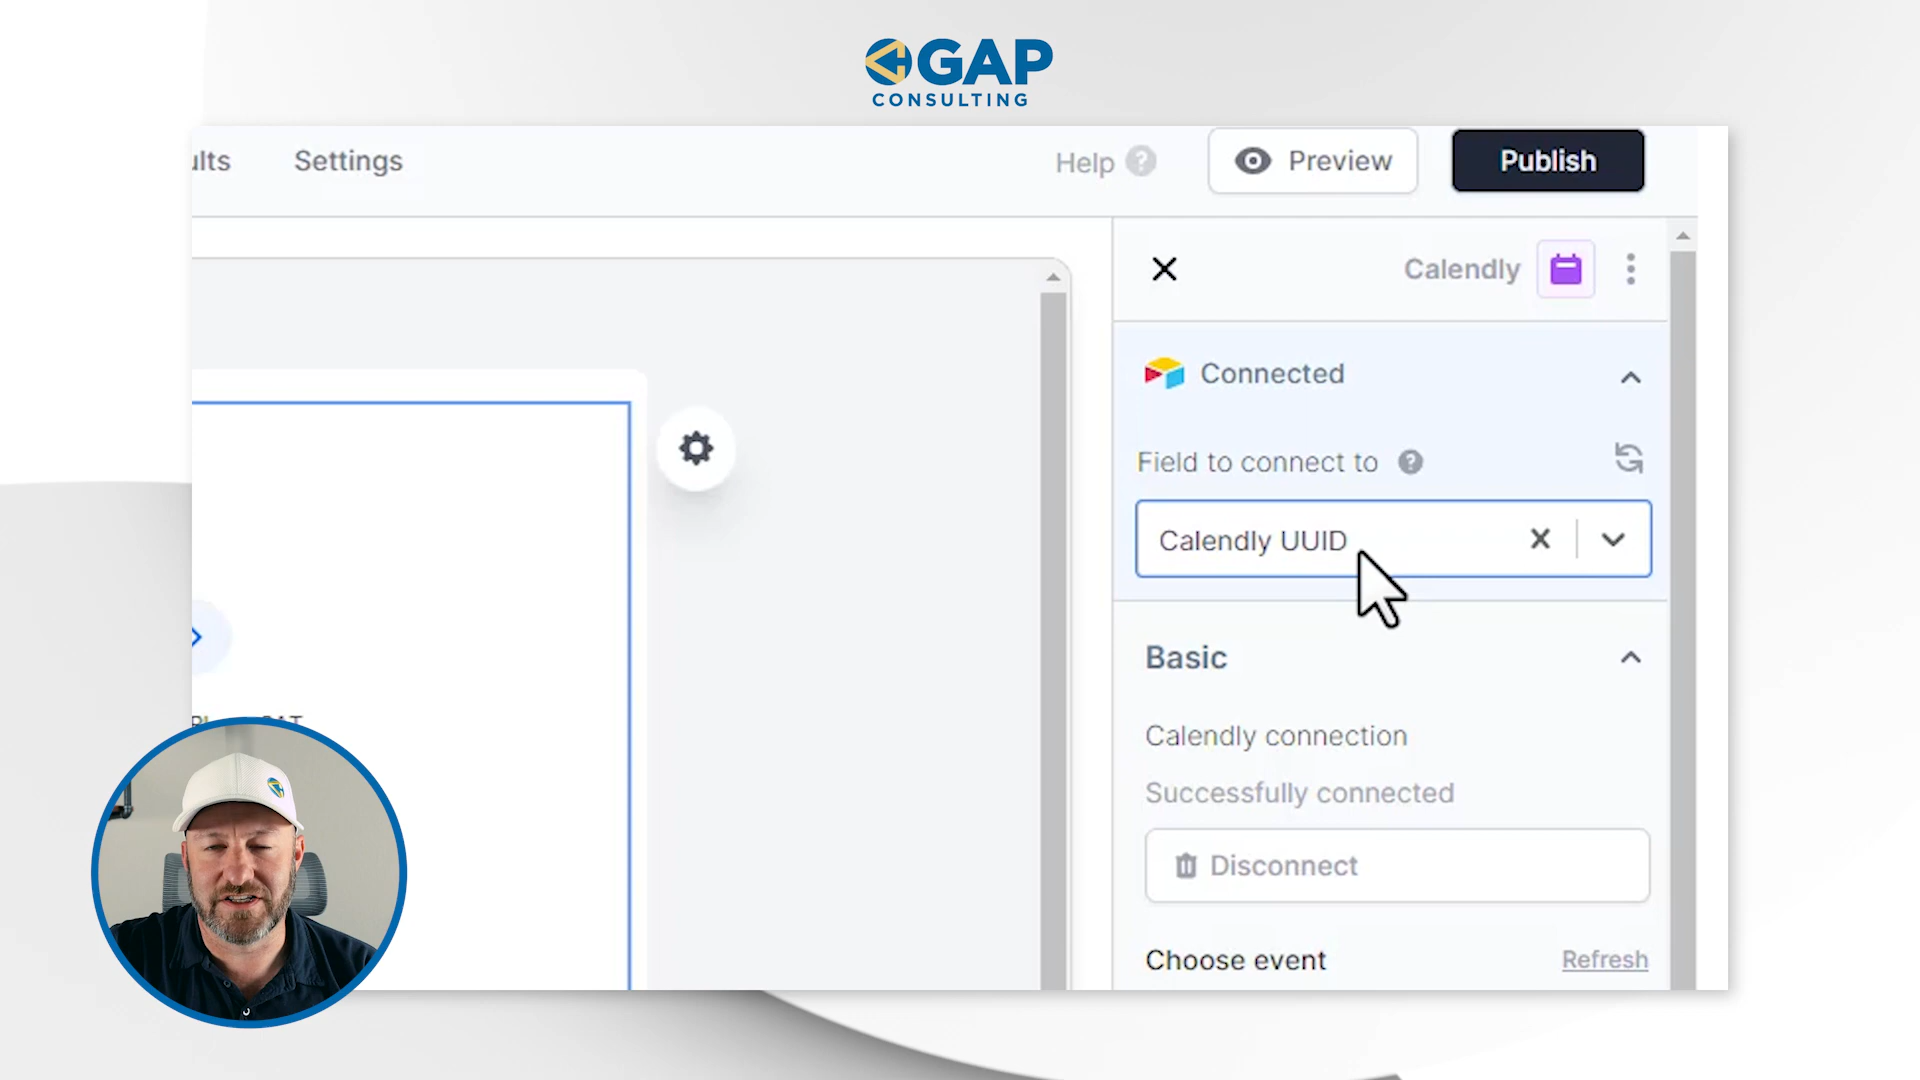 GAP
CONSULTING
ults
Settings
Help
Preview
Publish
Calendly
Connected
Field to connect to
Calendly UUID
Basic
Calendly connection
Successfully connected
Disconnect
Choose event
Refresh